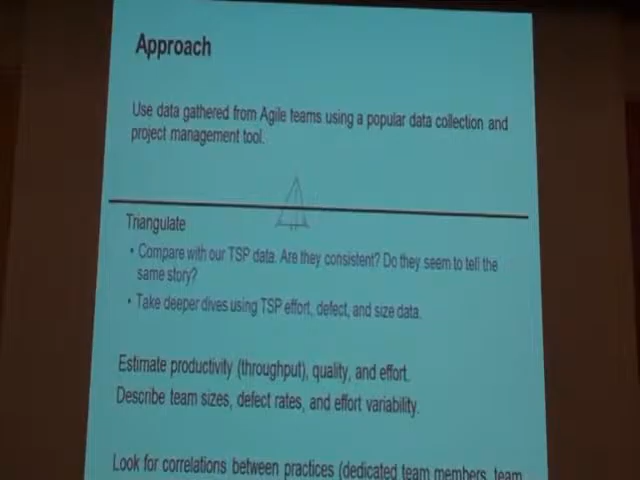 Approach
Use data gathered from Agile teams using a popular data collection and
project management tool.
Triangulate
• Compare with our TSP data. Are they consistent? Do they seem to tell the
same story?
• Take deeper dives using TSP effort, defect, and size data.
Estimate productivity (throughput), quality, and effort.
Describe team sizes, defect rates, and effort variability.
Look for correlations between practices (dedicated team members, team